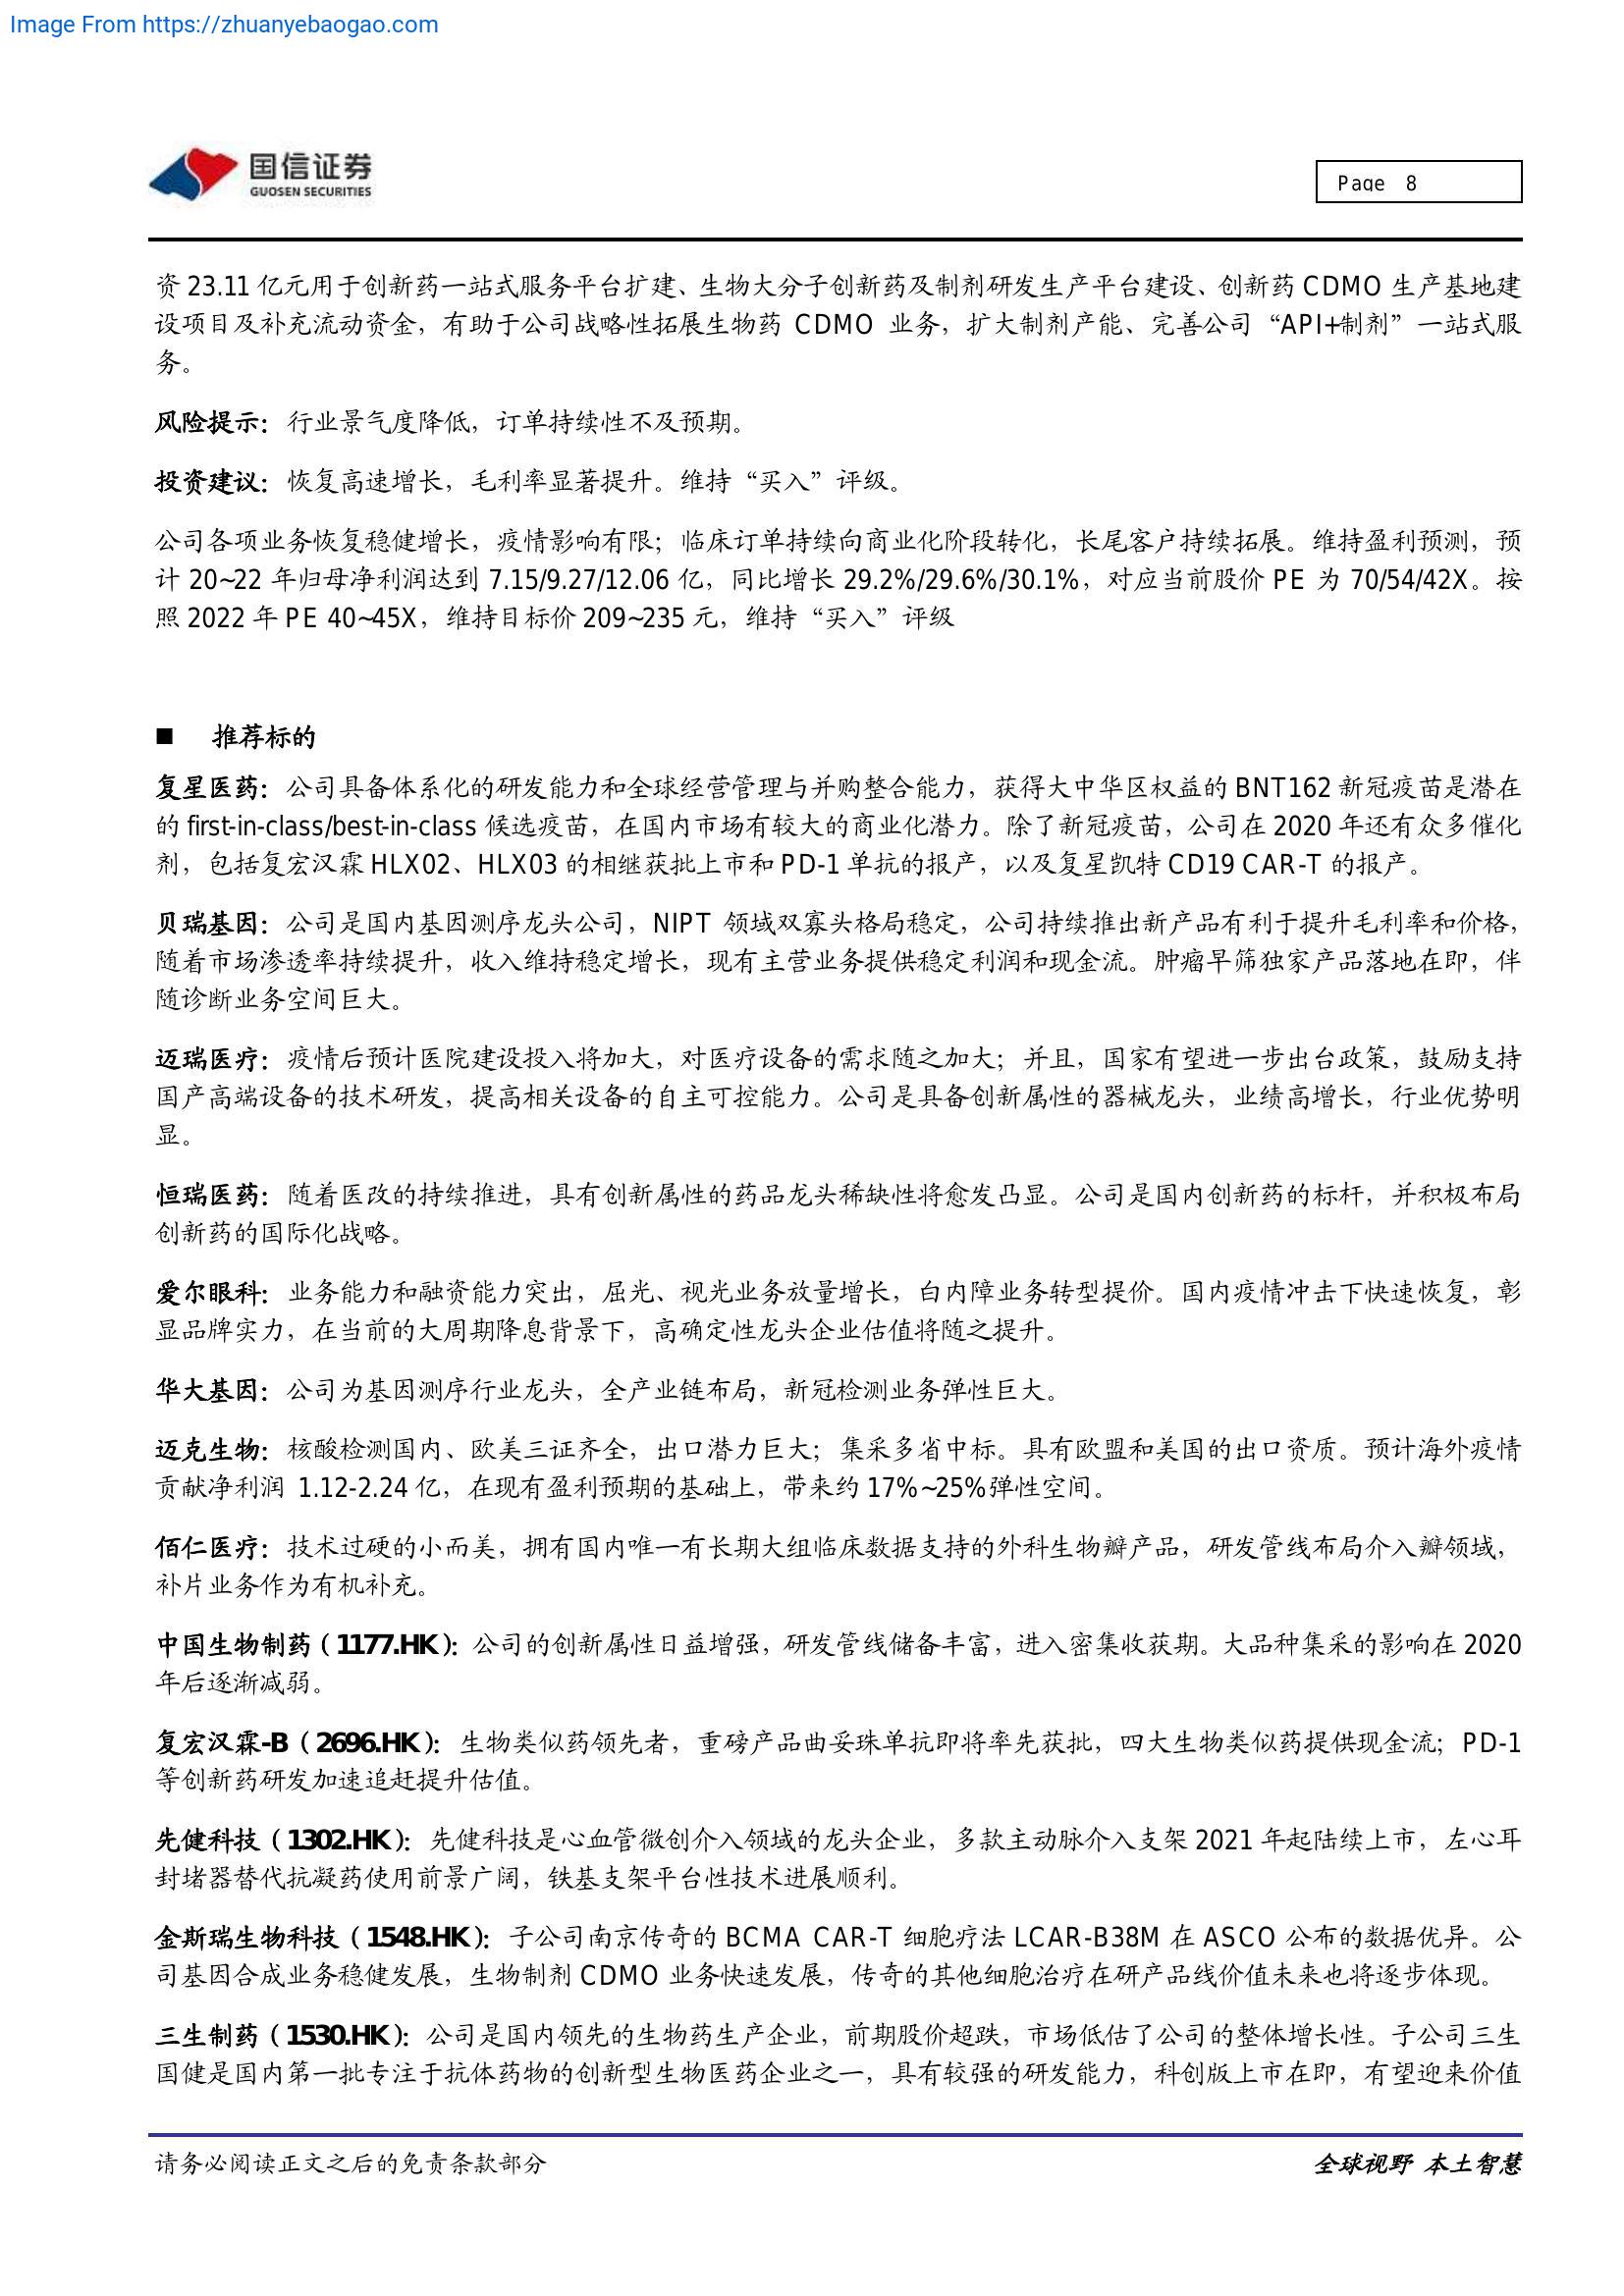 Image From https://zhuanyebaogao.com
国信证券
GUOSEN SECURITIES
Page 8
资 23.11 亿元用于创新药一站式服务平台扩建、生物大分子创新药及制剂研发生产平台建设、创新药 CDMO 生产基地建
设项目及补充流动资金，有助于公司战略性拓展生物药 CDMO 业务，扩大制剂产能、完善公司“API+制剂”一站式服
务。
风险提示：行业景气度降低，订单持续性不及预期。
投资建议：恢复高速增长，毛利率显著提升。维持“买入”评级。
公司各项业务恢复稳健增长，疫情影响有限；临床订单持续向商业化阶段转化，长尾客户持续拓展。维持盈利预测，预
计 20~22 年归母净利润达到 7.15/9.27/12.06 亿，同比增长 29.2%/29.6%/30.1%，对应当前股价 PE 为 70/54/42X。按
照 2022 年 PE 40~45X，维持目标价 209~235 元，维持“买入”评级
■ 推荐标的
复星医药：公司具备体系化的研发能力和全球经营管理与并购整合能力，获得大中华区权益的 BNT162 新冠疫苗是潜在
的 first-in-class/best-in-class 候选疫苗，在国内市场有较大的商业化潜力。除了新冠疫苗，公司在 2020 年还有众多催化
剂，包括复宏汉霖 HLX02、HLX03 的相继获批上市和 PD-1 单抗的报产，以及复星凯特 CD19 CAR-T 的报产。
贝瑞基因：公司是国内基因测序龙头公司，NIPT 领域双寡头格局稳定，公司持续推出新产品有利于提升毛利率和价格，
随着市场渗透率持续提升，收入维持稳定增长，现有主营业务提供稳定利润和现金流。肿瘤早筛独家产品落地在即，伴
随诊断业务空间巨大。
迈瑞医疗：疫情后预计医院建设投入将加大，对医疗设备的需求随之加大；并且，国家有望进一步出台政策，鼓励支持
国产高端设备的技术研发，提高相关设备的自主可控能力。公司是具备创新属性的器械龙头，业绩高增长，行业优势明
显。
恒瑞医药：随着医改的持续推进，具有创新属性的药品龙头稀缺性将愈发凸显。公司是国内创新药的标杆，并积极布局
创新药的国际化战略。
爱尔眼科：业务能力和融资能力突出，屈光、视光业务放量增长，白内障业务转型提价。国内疫情冲击下快速恢复，彰
显品牌实力，在当前的大周期降息背景下，高确定性龙头企业估值将随之提升。
华大基因：公司为基因测序行业龙头，全产业链布局，新冠检测业务弹性巨大。
迈克生物：核酸检测国内、欧美三证齐全，出口潜力巨大；集采多省中标。具有欧盟和美国的出口资质。预计海外疫情
贡献净利润 1.12-2.24 亿，在现有盈利预期的基础上，带来约 17%~25%弹性空间。
佰仁医疗：技术过硬的小而美，拥有国内唯一有长期大组临床数据支持的外科生物瓣产品，研发管线布局介入瓣领域，
补片业务作为有机补充。
中国生物制药（1177.HK）：公司的创新属性日益增强，研发管线储备丰富，进入密集收获期。大品种集采的影响在 2020
年后逐渐减弱。
复宏汉霖-B（2696.HK）：生物类似药领先者，重磅产品曲妥珠单抗即将率先获批，四大生物类似药提供现金流；PD-1
等创新药研发加速追赶提升估值。
先健科技（1302.HK）：先健科技是心血管微创介入领域的龙头企业，多款主动脉介入支架 2021 年起陆续上市，左心耳
封堵器替代抗凝药使用前景广阔，铁基支架平台性技术进展顺利。
金斯瑞生物科技（1548.HK）：子公司南京传奇的 BCMA CAR-T 细胞疗法 LCAR-B38M 在 ASCO 公布的数据优异。公
司基因合成业务稳健发展，生物制剂 CDMO 业务快速发展，传奇的其他细胞治疗在研产品线价值未来也将逐步体现。
三生制药（1530.HK）：公司是国内领先的生物药生产企业，前期股价超跌，市场低估了公司的整体增长性。子公司三生
国健是国内第一批专注于抗体药物的创新型生物医药企业之一，具有较强的研发能力，科创版上市在即，有望迎来价值
请务必阅读正文之后的免责条款部分
全球视野 本土智慧